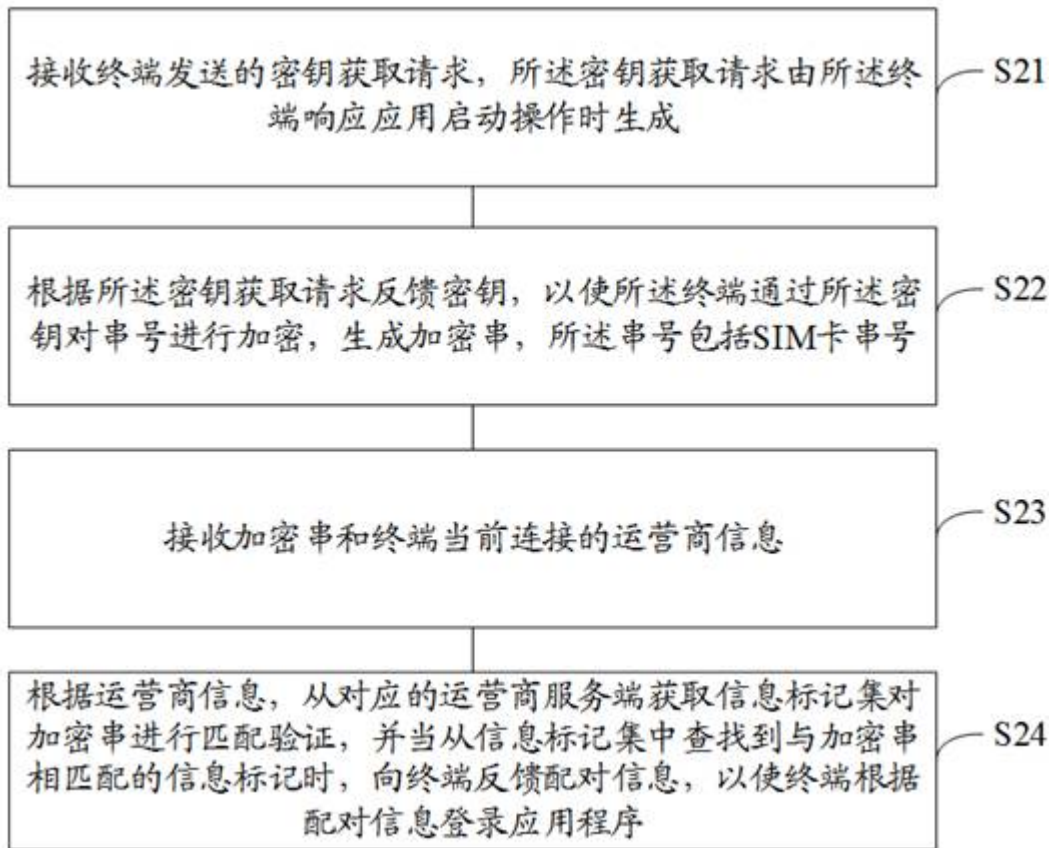 接收终端发送的密钥获取请求，所述密钥获取请求由所述终
端响应应用启动操作时生成
S21
根据所述密钥获取请求反馈密钥，以使所述终端通过所述密
钥对串号进行加密，生成加密串，所述串号包括SIM卡串号
S22
接收加密串和终端当前连接的运营商信息
S23
根据运营商信息，从对应的运营商服务端获取信息标记集对
加密串进行匹配验证，并当从信息标记集中查找到与加密串
相匹配的信息标记时，向终端反馈配对信息，以使终端根据
配对信息登录应用程序
S24